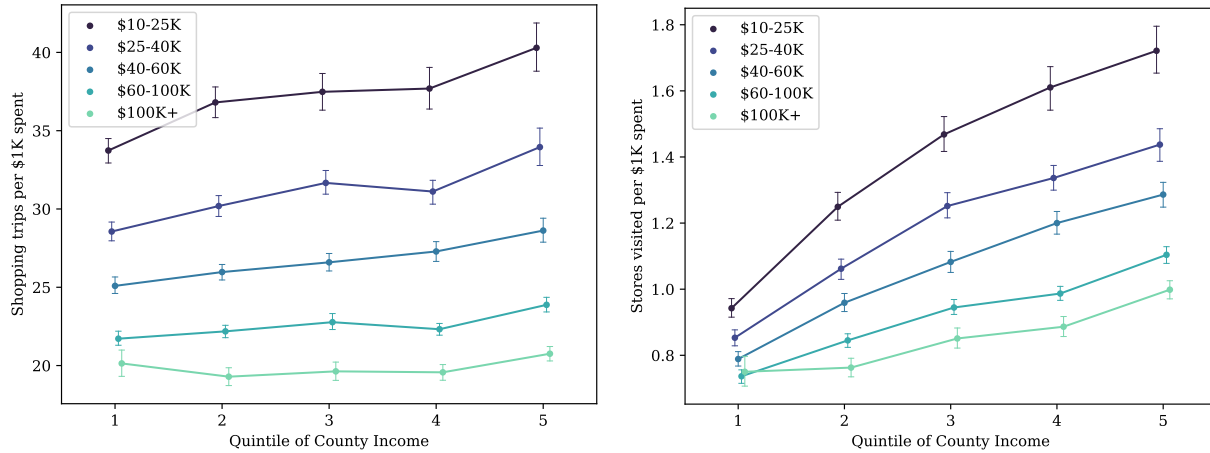 $10-25K
$25-40K
$40-60K
$60-100K
$100K+
40
35
30
25
20
Shopping trips per $1K spent
1 2 3 4 5
Quintile of County Income
$10-25K
$25-40K
$40-60K
$60-100K
$100K+
1.8
1.6
1.4
1.2
1.0
0.8
Stores visited per $1K spent
1 2 3 4 5
Quintile of County Income